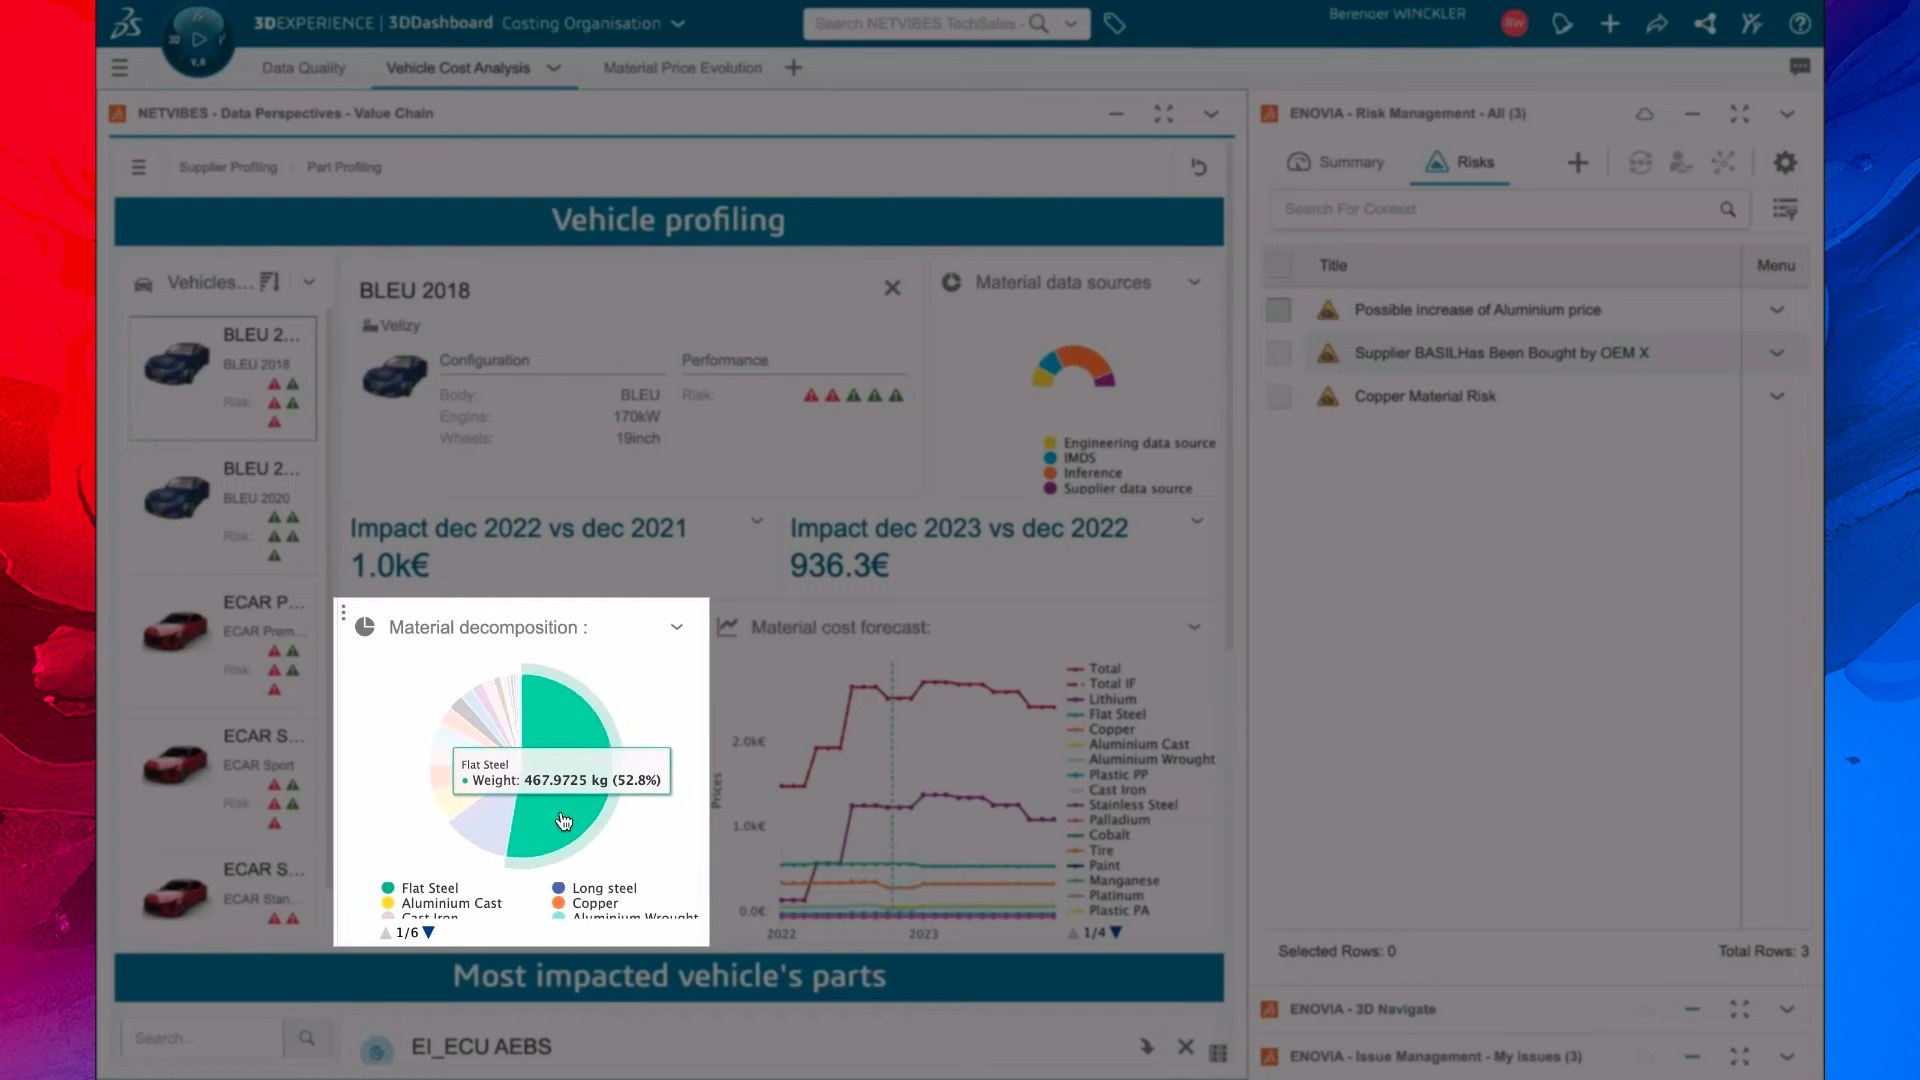 3DEXPERIENCE | 3DDashboard Costing Organisation
Search NETVIBES TechSales -
Berenger WINCKLER
BW
3D
V,R
Data Quality
Vehicle Cost Analysis
Material Price Evolution
NETVIBES - Data Perspectives - Value Chain
Supplier Profiling
Part Profiling
Vehicle profiling
Vehicles...
BLEU 2...
BLEU 2018
Risk:
BLEU 2...
BLEU 2020
Risk:
ECAR P...
ECAR Prem...
Risk:
ECAR S...
ECAR Sport
Risk:
ECAR S...
ECAR Stan...
BLEU 2018
Velizy
Configuration
Body: BLEU
Engine: 170kW
Wheels: 19inch
Performance
Risk:
Material data sources
Engineering data source
IMDS
Inference
Supplier data source
Impact dec 2022 vs dec 2021
1.0k€
Impact dec 2023 vs dec 2022
936.3€
Material decomposition :
Flat Steel
Weight: 467.9725 kg (52.8%)
Flat Steel
Long steel
Aluminium Cast
Copper
Cast Iron
Aluminium Wrought
1/6
Material cost forecast:
Prices
2.0k€
1.0k€
0.0€
2022
2023
Total
Total IF
Lithium
Flat Steel
Copper
Aluminium Cast
Aluminium Wrought
Plastic PP
Cast Iron
Stainless Steel
Palladium
Cobalt
Tire
Paint
Manganese
Platinum
Plastic PA
1/4
Most impacted vehicle's parts
Search...
EI_ECU AEBS
ENOVIA - Risk Management - All (3)
Summary
Risks
Search For Context
Title
Menu
Possible increase of Aluminium price
Supplier BASILHas Been Bought by OEM X
Copper Material Risk
Selected Rows: 0
Total Rows: 3
ENOVIA - 3D Navigate
ENOVIA - Issue Management - My issues (3)